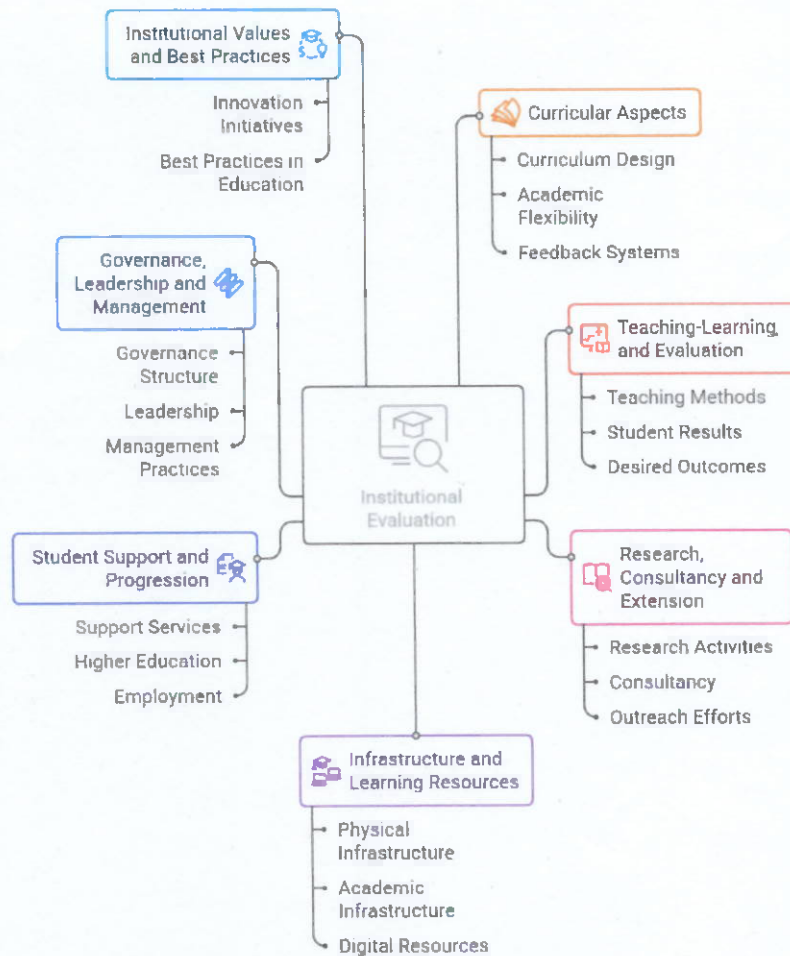 Institutional Values
and Best Practices
Innovation
Initiatives
Best Practices in
Education
Curricular Aspects
Curriculum Design
Academic
Flexibility
Feedback Systems
Governance,
Leadership and
Management
Governance
Structure
Leadership
Management
Practices
Teaching-Learning
and Evaluation
Teaching Methods
Student Results
Desired Outcomes
Institutional
Evaluation
Student Support and
Progression
Support Services
Higher Education
Employment
Research,
Consultancy and
Extension
Research Activities
Consultancy
Outreach Efforts
Infrastructure and
Learning Resources
Physical
Infrastructure
Academic
Infrastructure
Digital Resources